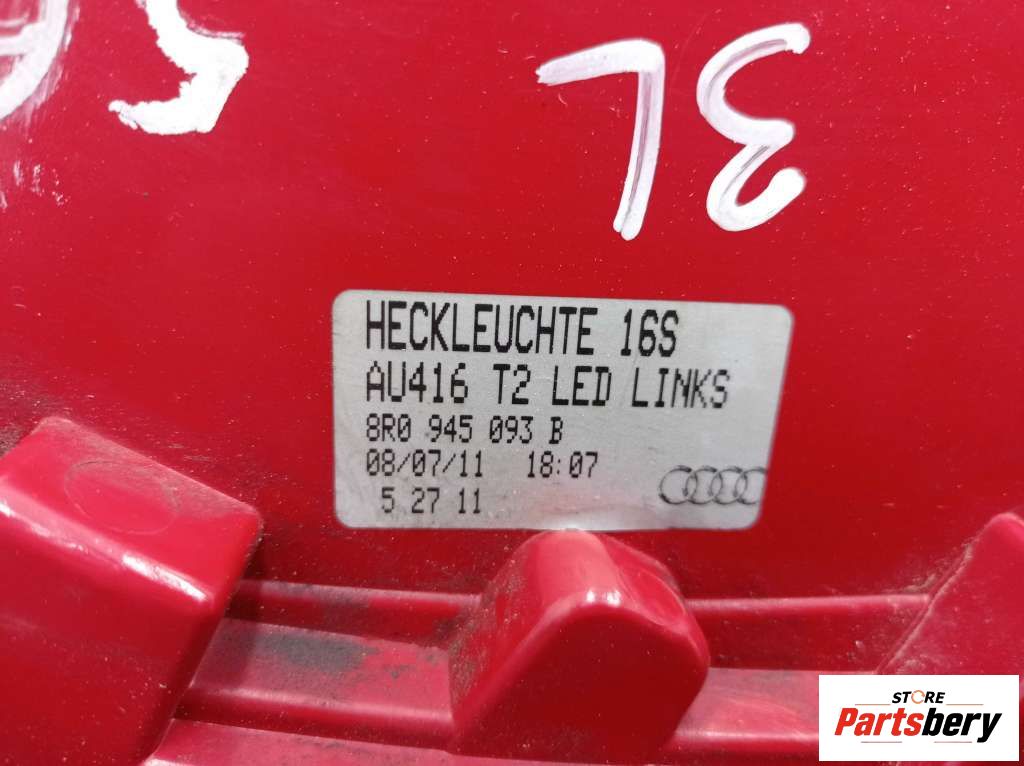 3L
HECKLEUCHTE 16S
AU416 T2 LED LINKS
8R0 945 093 B
08/07/11 18:07
5 27 11
STORE
Partsbery